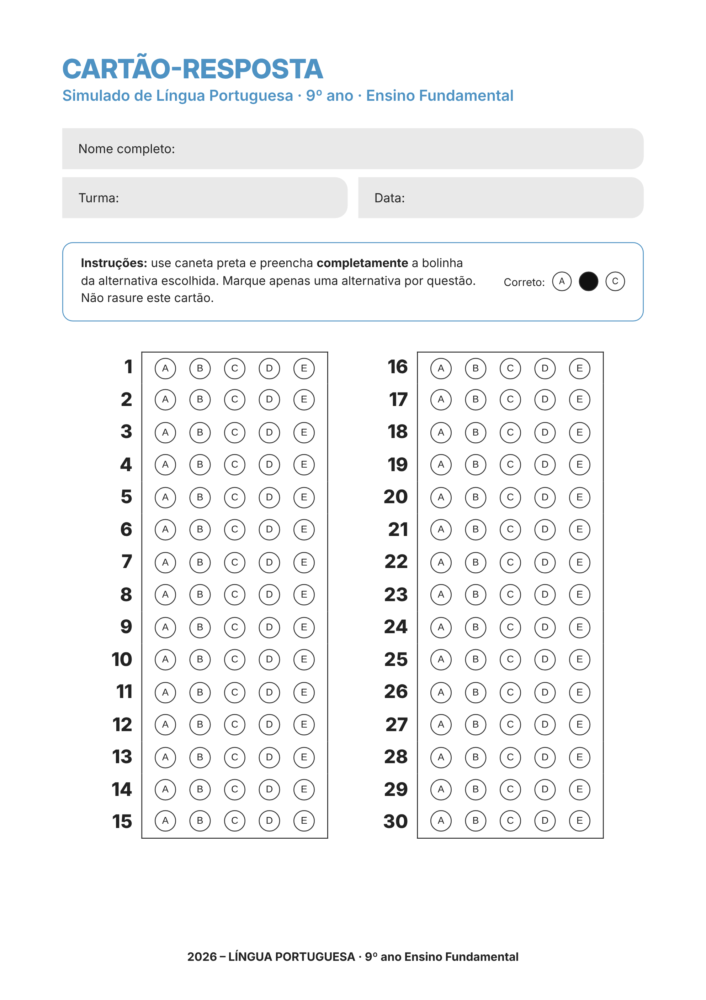 CARTÃO-RESPOSTA
Simulado de Língua Portuguesa · 9º ano · Ensino Fundamental
Nome completo:
Turma:
Data:
Instruções: use caneta preta e preencha completamente a bolinha
da alternativa escolhida. Marque apenas uma alternativa por questão.
Não rasure este cartão.
Correto: A C
1 A B C D E
2 A B C D E
3 A B C D E
4 A B C D E
5 A B C D E
6 A B C D E
7 A B C D E
8 A B C D E
9 A B C D E
10 A B C D E
11 A B C D E
12 A B C D E
13 A B C D E
14 A B C D E
15 A B C D E
16 A B C D E
17 A B C D E
18 A B C D E
19 A B C D E
20 A B C D E
21 A B C D E
22 A B C D E
23 A B C D E
24 A B C D E
25 A B C D E
26 A B C D E
27 A B C D E
28 A B C D E
29 A B C D E
30 A B C D E
2026 – LÍNGUA PORTUGUESA · 9º ano Ensino Fundamental